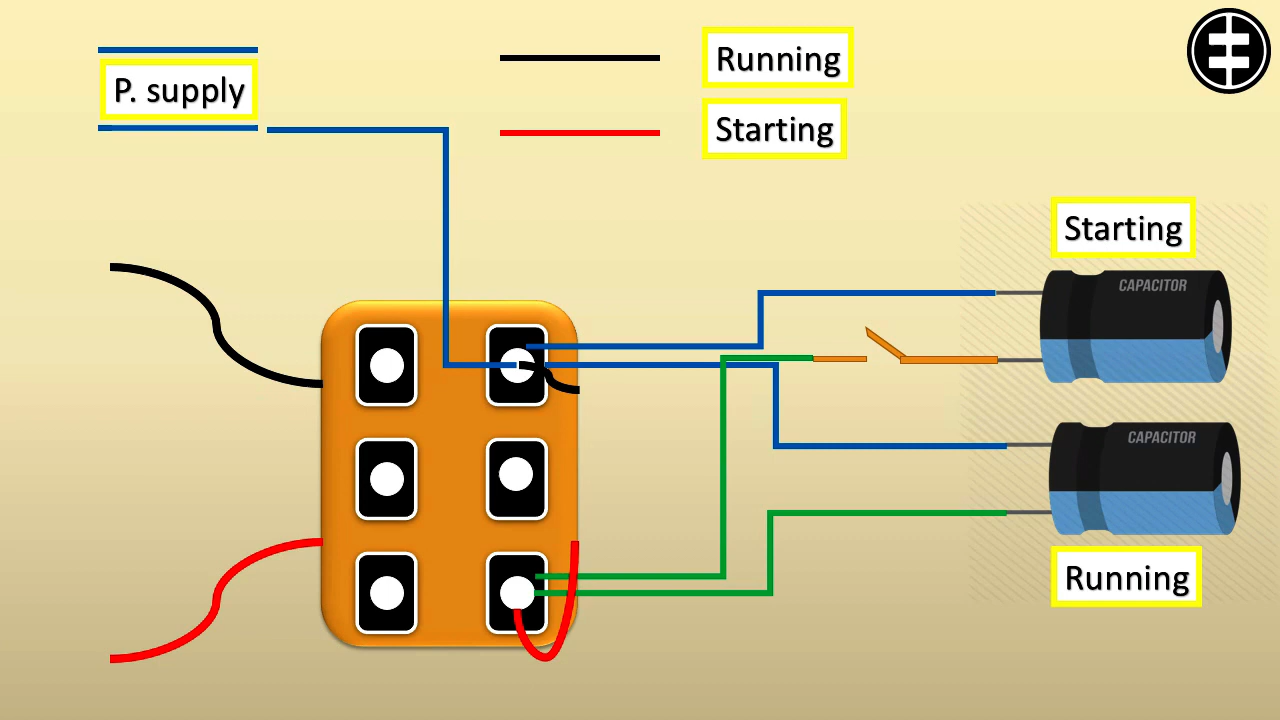 P. supply
Running
Starting
Starting
CAPACITOR
CAPACITOR
Running